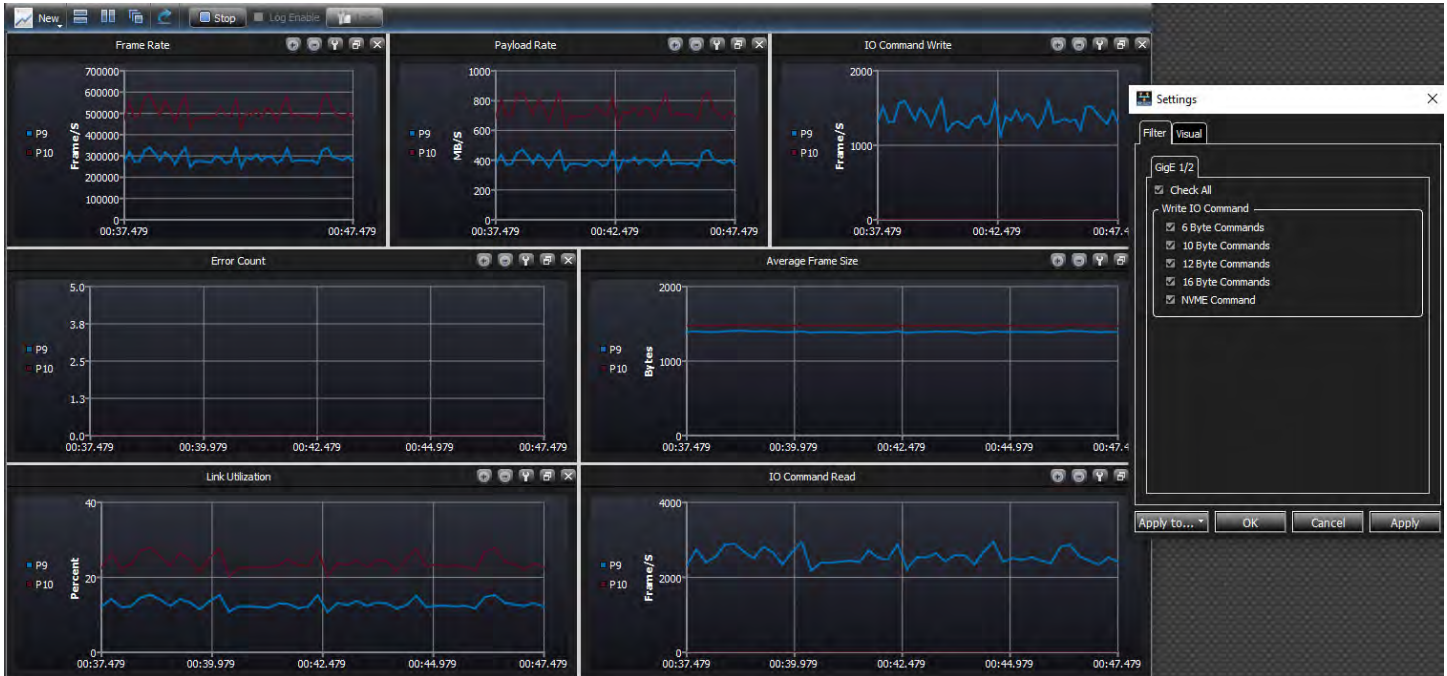 New Stop Log Enable
Frame Rate
700000
600000
500000
400000
300000
200000
100000
0
Frame/S
P9
P10
00:37.479 00:47.479
Payload Rate
1000
800
600
400
200
0
MB/S
P9
P10
00:37.479 00:42.479 00:47.479
IO Command Write
2000
1000
0
Frame/S
P9
P10
00:37.479 00:42.479 00:47.4
Error Count
5.0
3.8
2.5
1.3
0.0
P9
P10
00:37.479 00:39.979 00:42.479 00:44.979 00:47.479
Average Frame Size
2000
1000
0
Bytes
P9
P10
00:37.479 00:39.979 00:42.479 00:44.979 00:47.4
Link Utilization
40
20
0
Percent
P9
P10
00:37.479 00:39.979 00:42.479 00:44.979 00:47.479
IO Command Read
4000
2000
0
Frame/S
P9
P10
00:37.479 00:39.979 00:42.479 00:44.979 00:47.479
Settings
Filter Visual
GigE 1/2
Check All
Write IO Command
6 Byte Commands
10 Byte Commands
12 Byte Commands
16 Byte Commands
NVME Command
Apply to... OK Cancel Apply